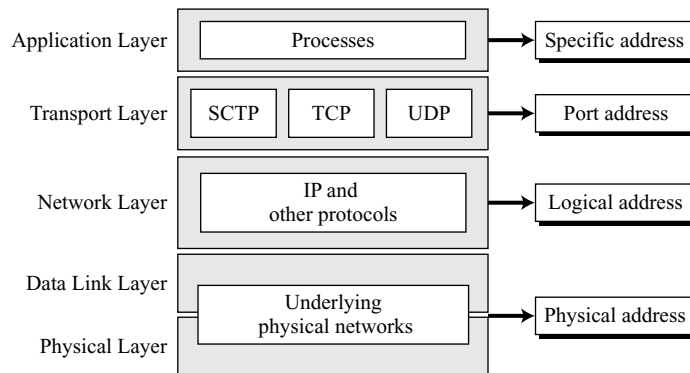 Application Layer
Processes
Specific address
Transport Layer
SCTP
TCP
UDP
Port address
Network Layer
IP and
other protocols
Logical address
Data Link Layer
Underlying
physical networks
Physical address
Physical Layer